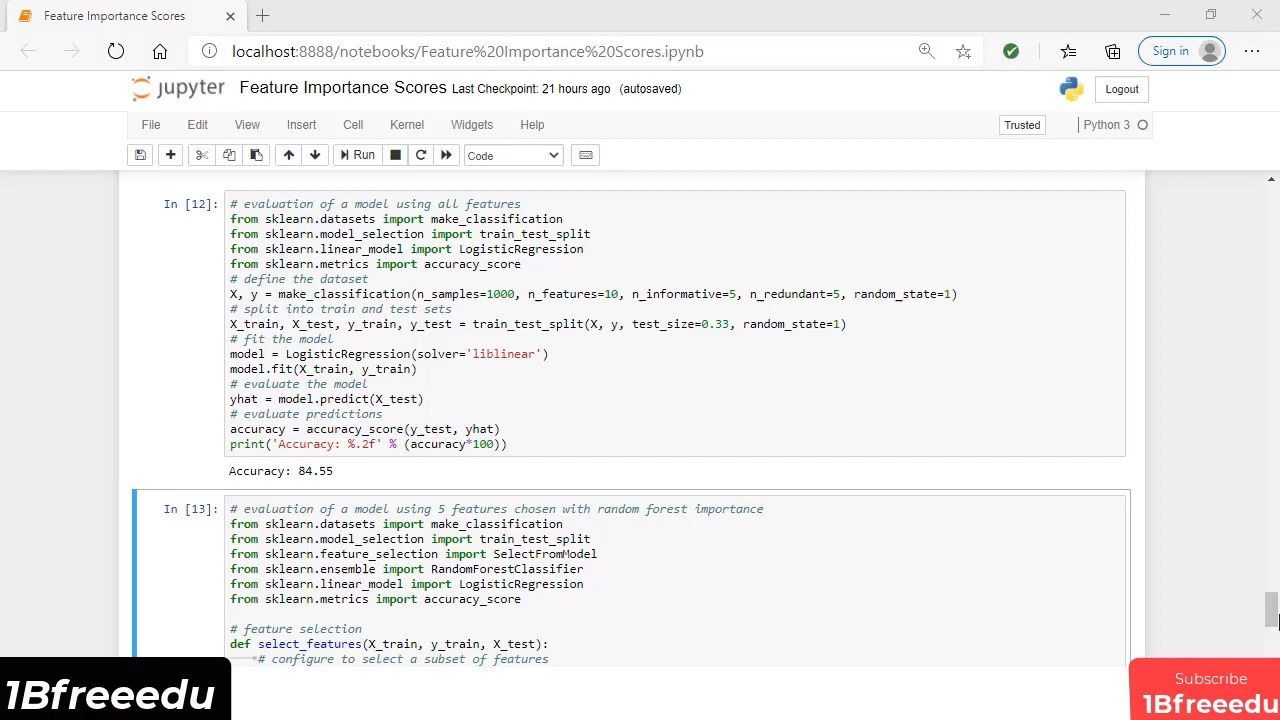 Feature Importance Scores
localhost:8888/notebooks/Feature%20Importance%20Scores.ipynb
Sign in
jupyter Feature Importance Scores Last Checkpoint: 21 hours ago (autosaved)
Logout
File Edit View Insert Cell Kernel Widgets Help
Trusted
Python 3
Run
Code
In [12]:
# evaluation of a model using all features
from sklearn.datasets import make_classification
from sklearn.model_selection import train_test_split
from sklearn.linear_model import LogisticRegression
from sklearn.metrics import accuracy_score
# define the dataset
X, y = make_classification(n_samples=1000, n_features=10, n_informative=5, n_redundant=5, random_state=1)
# split into train and test sets
X_train, X_test, y_train, y_test = train_test_split(X, y, test_size=0.33, random_state=1)
# fit the model
model = LogisticRegression(solver='liblinear')
model.fit(X_train, y_train)
# evaluate the model
yhat = model.predict(X_test)
# evaluate predictions
accuracy = accuracy_score(y_test, yhat)
print('Accuracy: %.2f' % (accuracy*100))
Accuracy: 84.55
In [13]:
# evaluation of a model using 5 features chosen with random forest importance
from sklearn.datasets import make_classification
from sklearn.model_selection import train_test_split
from sklearn.feature_selection import SelectFromModel
from sklearn.ensemble import RandomForestClassifier
from sklearn.linear_model import LogisticRegression
from sklearn.metrics import accuracy_score
# feature selection
def select_features(X_train, y_train, X_test):
# configure to select a subset of features
1Bfreeedu
Subscribe
1Bfreeedu